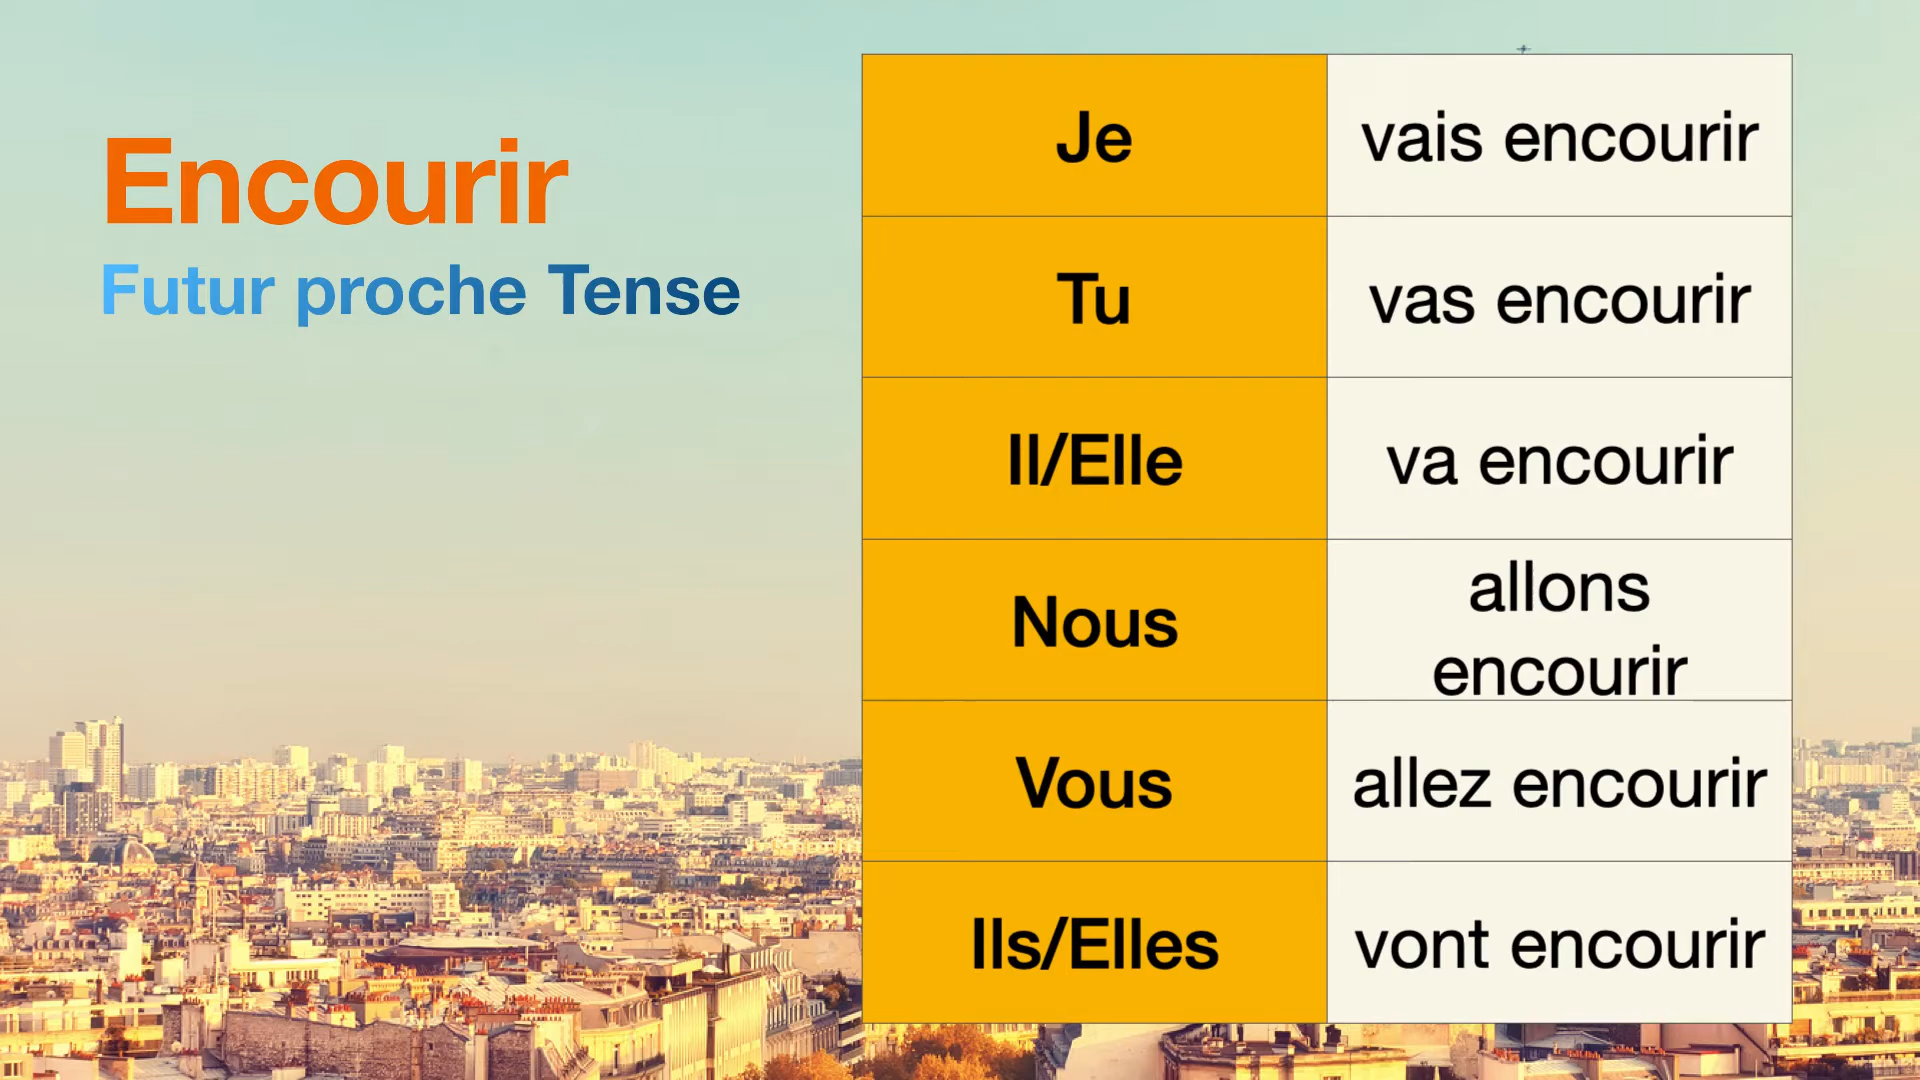 Encourir
Futur proche Tense
Je vais encourir
Tu vas encourir
Il/Elle va encourir
Nous allons
encourir
Vous allez encourir
Ils/Elles vont encourir